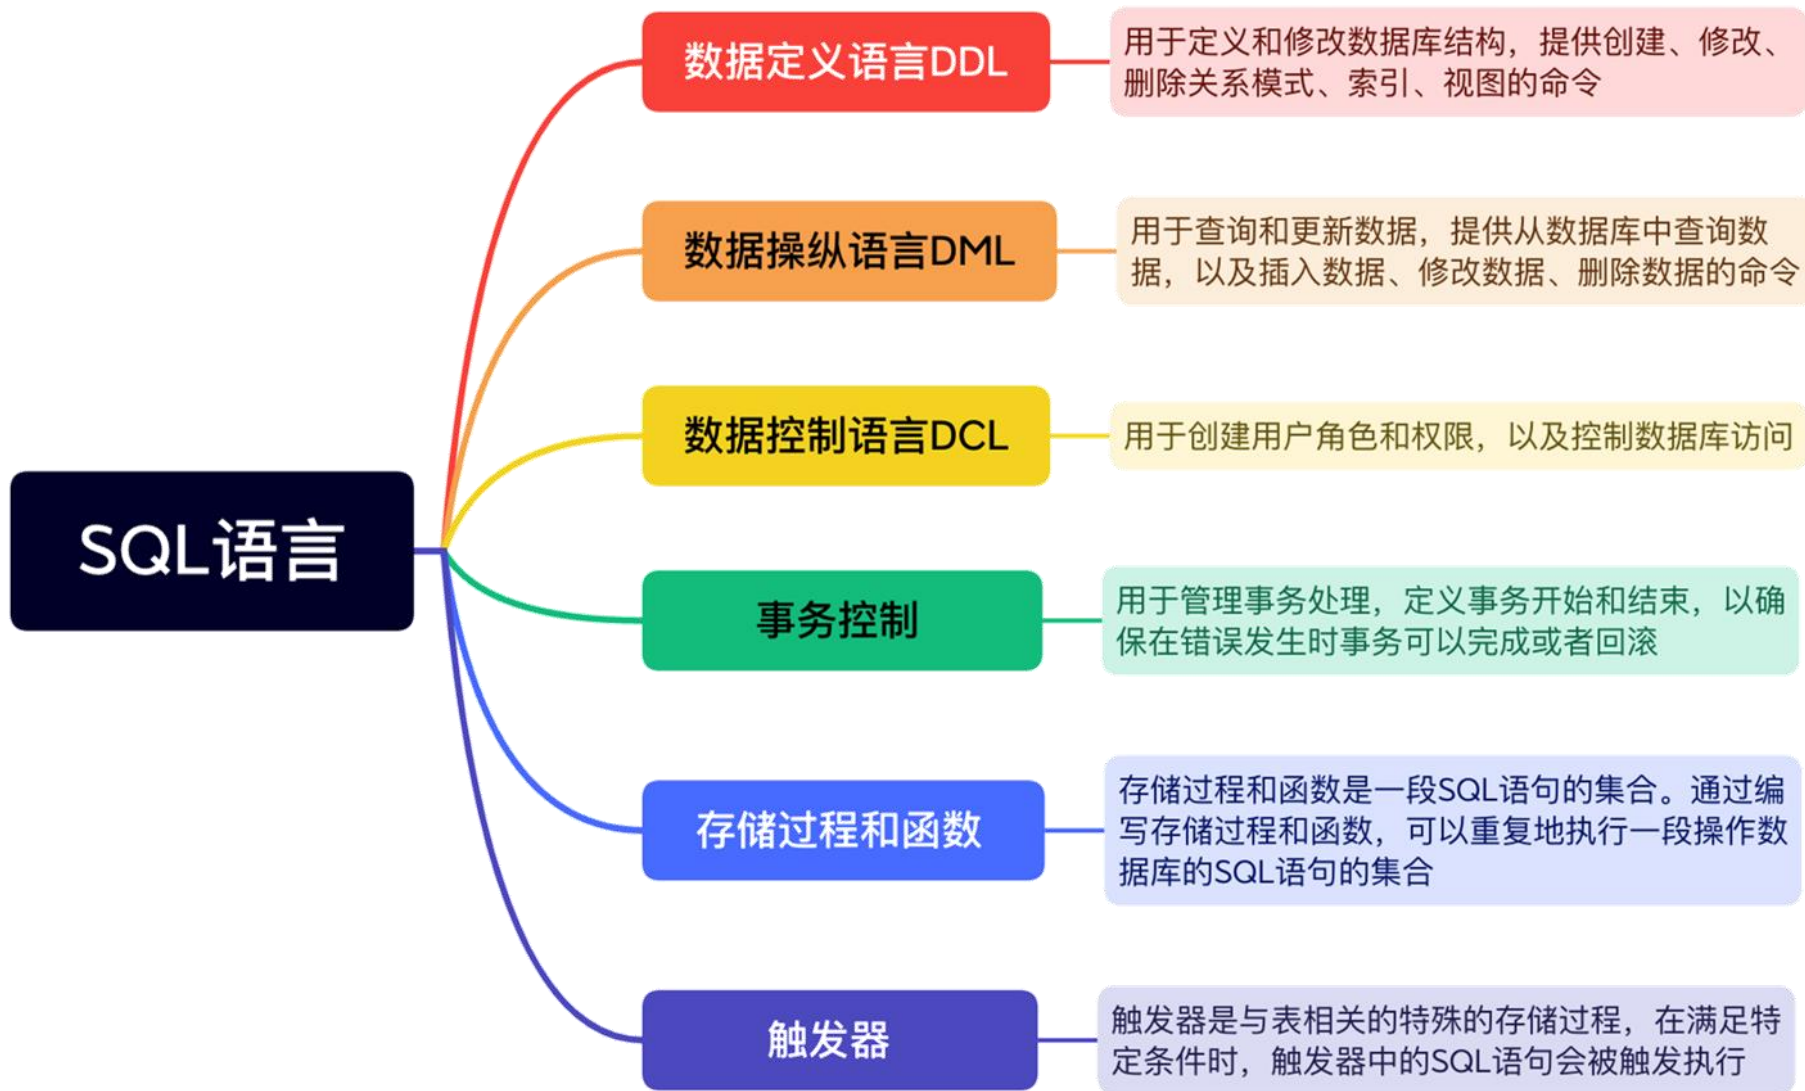 SQL语言
数据定义语言DDL
用于定义和修改数据库结构，提供创建、修改、
删除关系模式、索引、视图的命令
数据操纵语言DML
用于查询和更新数据，提供从数据库中查询数
据，以及插入数据、修改数据、删除数据的命令
数据控制语言DCL
用于创建用户角色和权限，以及控制数据库访问
事务控制
用于管理事务处理，定义事务开始和结束，以确
保在错误发生时事务可以完成或者回滚
存储过程和函数
存储过程和函数是一段SQL语句的集合。通过编
写存储过程和函数，可以重复地执行一段操作数
据库的SQL语句的集合
触发器
触发器是与表相关的特殊的存储过程，在满足特
定条件时，触发器中的SQL语句会被触发执行